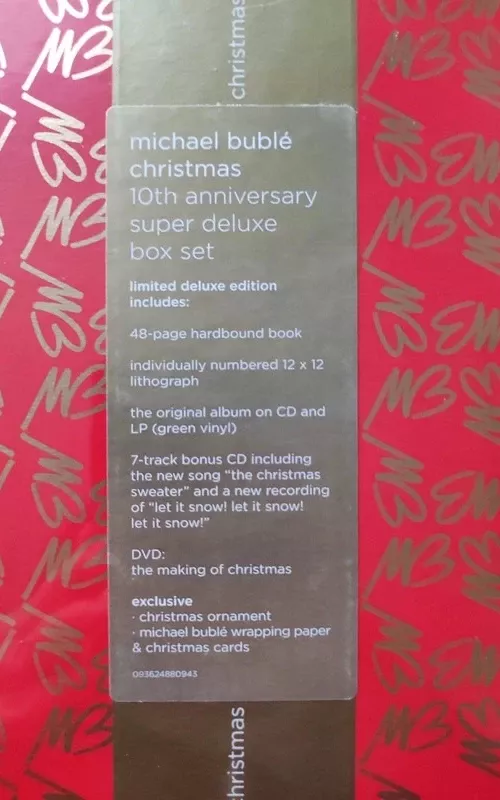 christmas
michael bublé
christmas
10th anniversary
super deluxe
box set
limited deluxe edition
includes:
48-page hardbound book
individually numbered 12 x 12
lithograph
the original album on CD and
LP (green vinyl)
7-track bonus CD including
the new song "the christmas
sweater" and a new recording
of "let it snow! let it snow!
let it snow!"
DVD:
the making of christmas
exclusive
· christmas ornament
· michael bublé wrapping paper
& christmas cards
093624880943
christmas